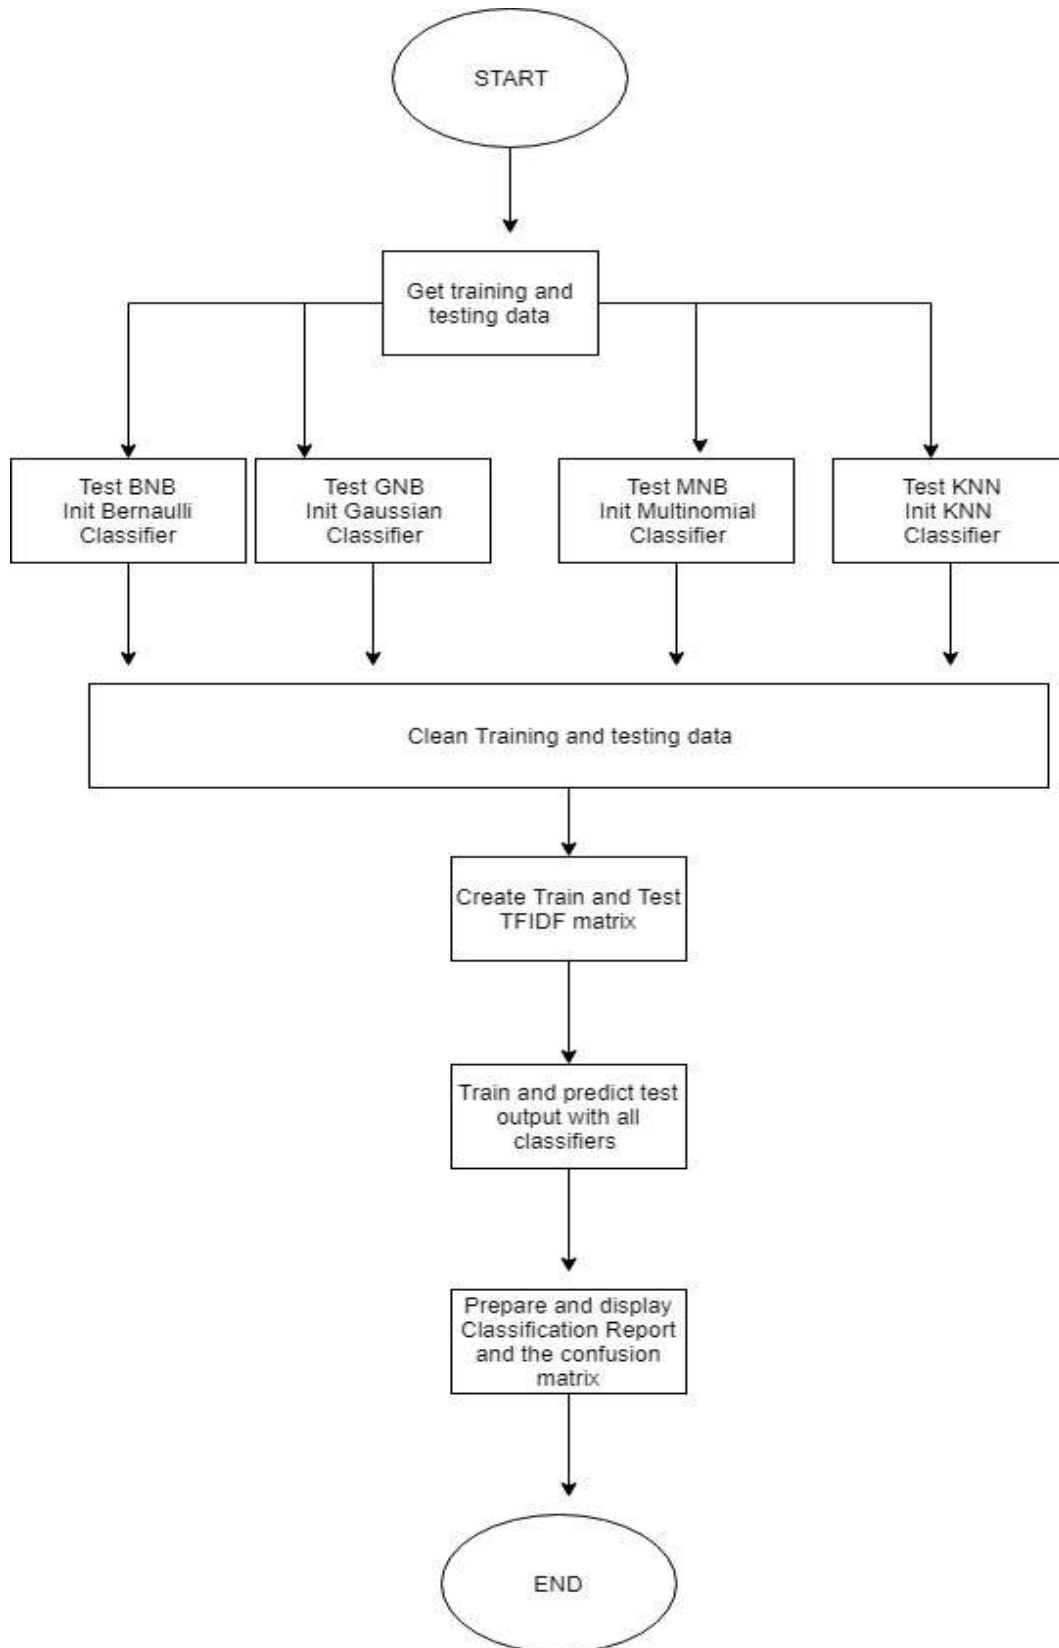 START
Get training and
testing data
Test BNB
Init Bernaulli
Classifier
Test GNB
Init Gaussian
Classifier
Test MNB
Init Multinomial
Classifier
Test KNN
Init KNN
Classifier
Clean Training and testing data
Create Train and Test
TFIDF matrix
Train and predict test
output with all
classifiers
Prepare and display
Classification Report
and the confusion
matrix
END